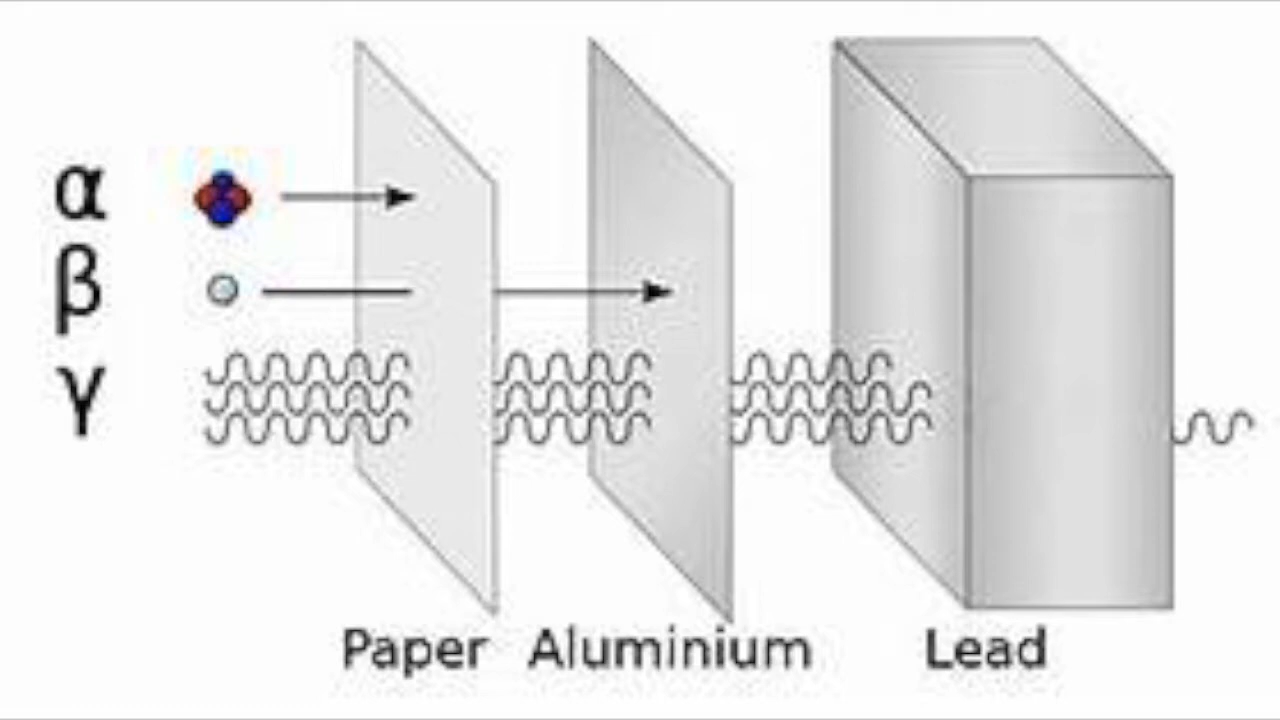 α
β
γ
Paper Aluminium Lead